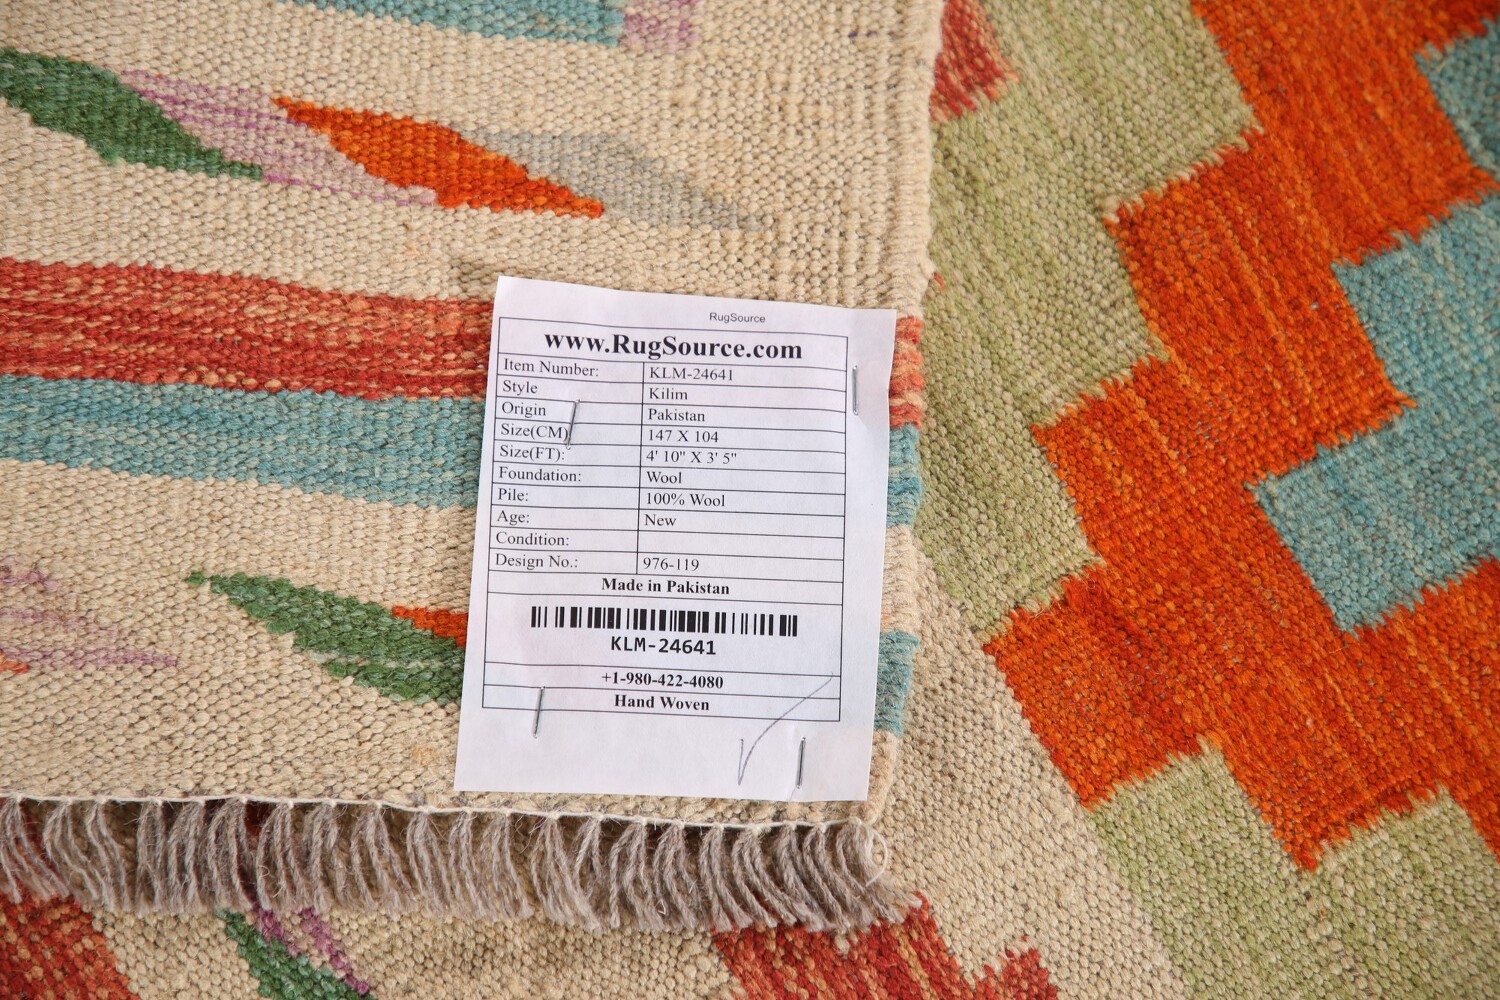 RugSource
www.RugSource.com
Item Number: KLM-24641
Style Kilim
Origin Pakistan
Size(CM) 147 X 104
Size(FT): 4' 10" X 3' 5"
Foundation: Wool
Pile: 100% Wool
Age: New
Condition:
Design No.: 976-119
Made in Pakistan
KLM-24641
+1-980-422-4080
Hand Woven